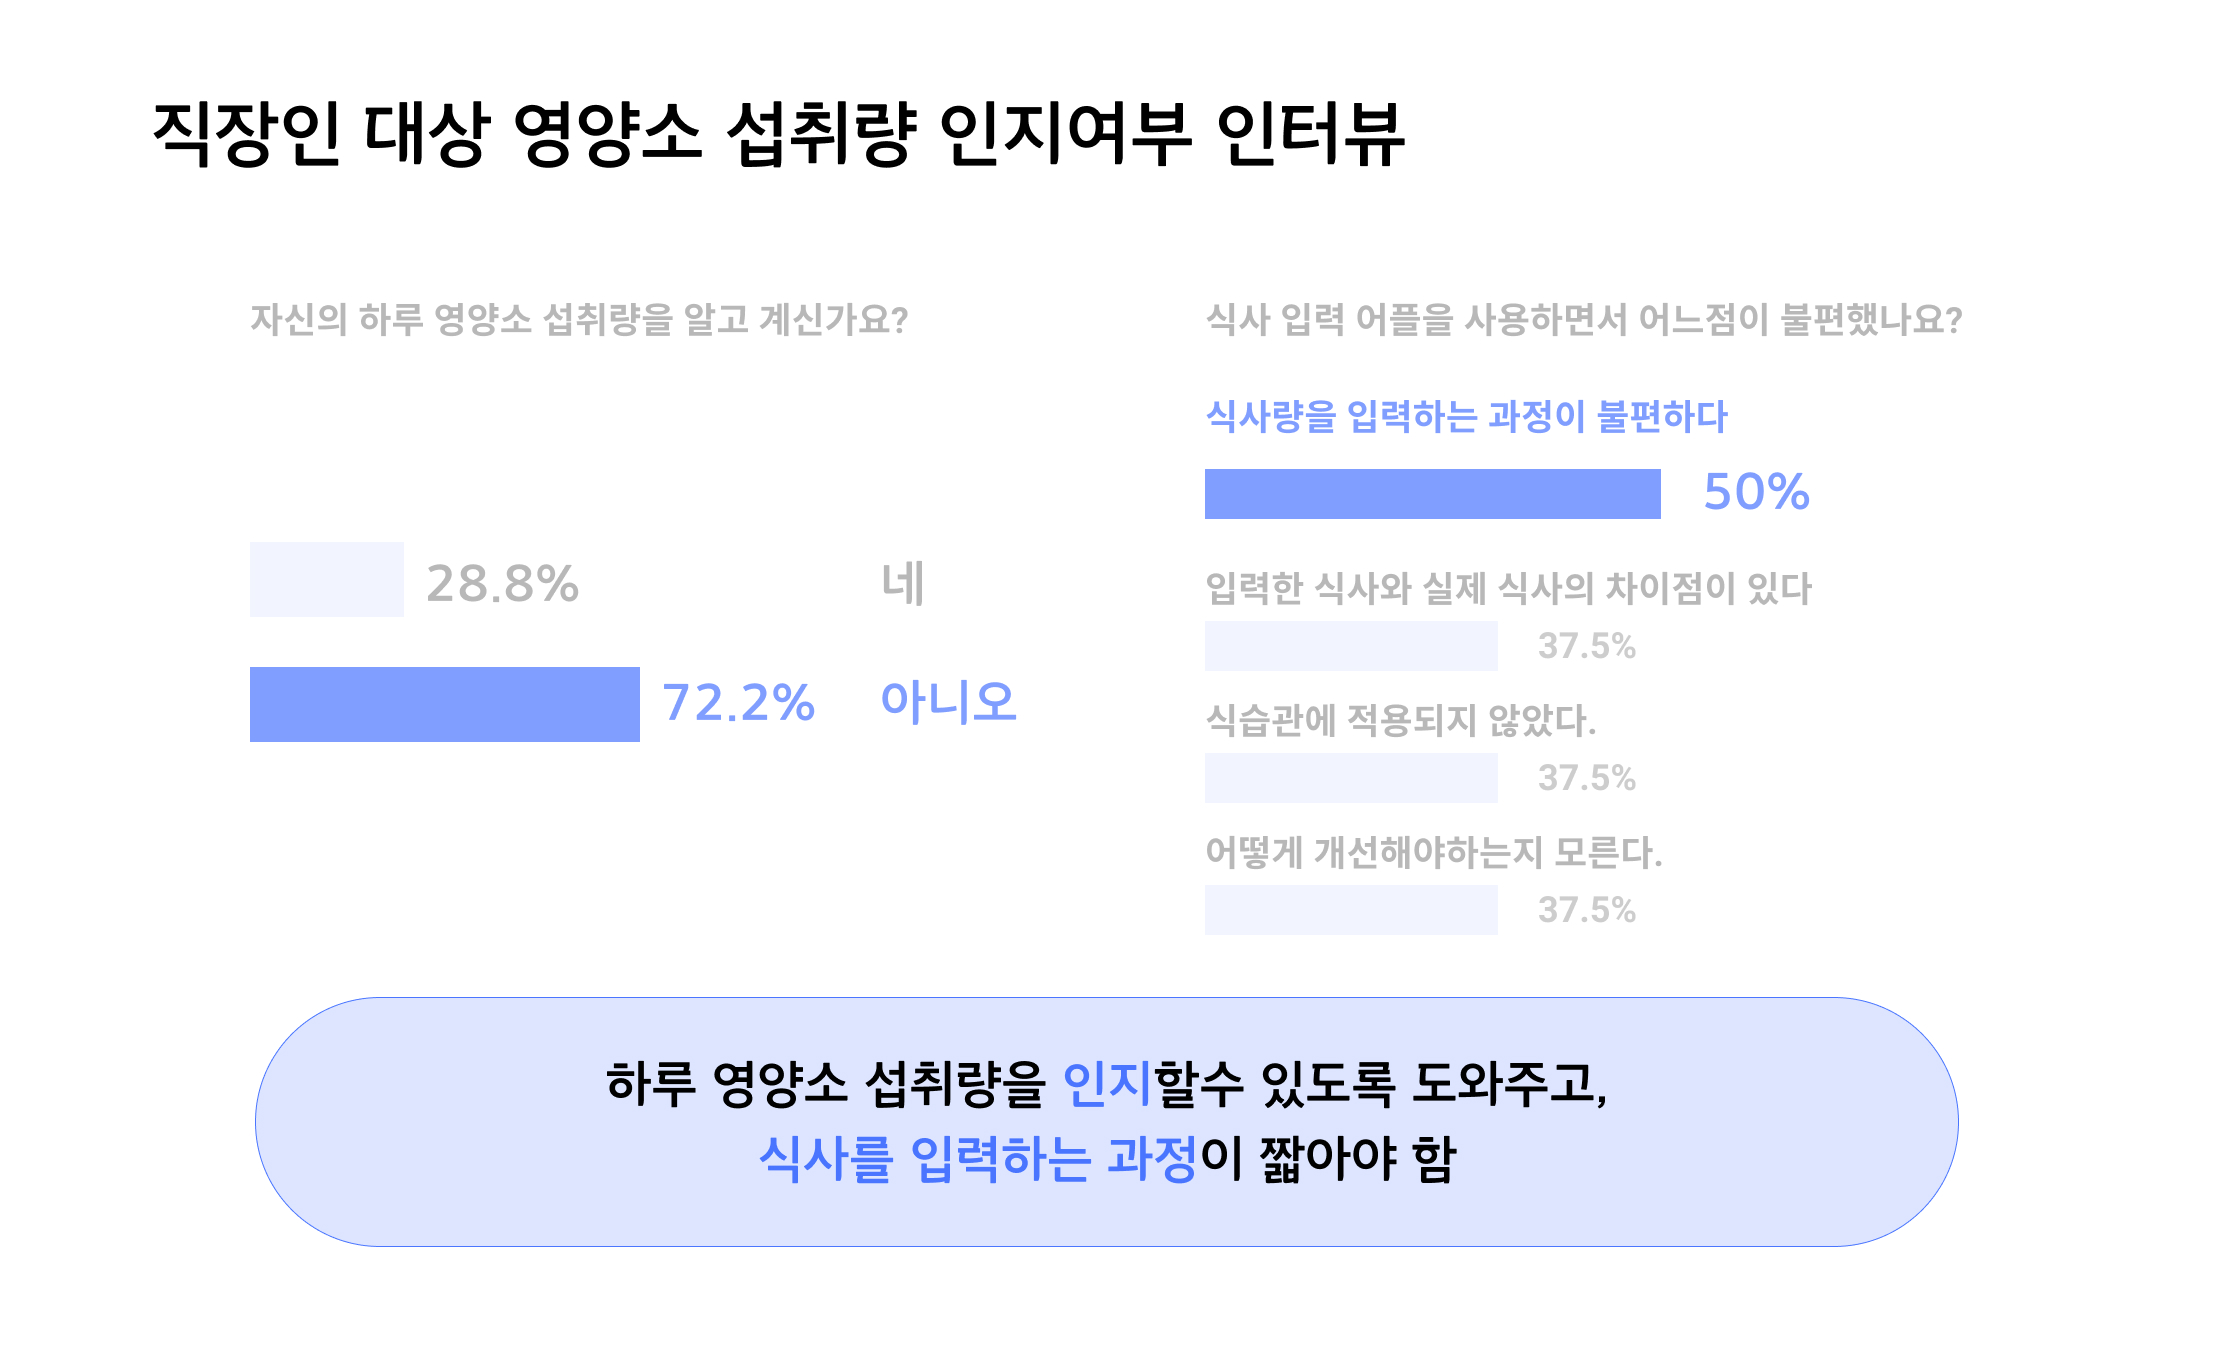 직장인 대상 영양소 섭취량 인지여부 인터뷰
자신의 하루 영양소 섭취량을 알고 계신가요?
28.8% 네
72.2% 아니오
식사 입력 어플을 사용하면서 어느점이 불편했나요?
식사량을 입력하는 과정이 불편하다
50%
입력한 식사와 실제 식사의 차이점이 있다
37.5%
식습관에 적용되지 않았다.
37.5%
어떻게 개선해야하는지 모른다.
37.5%
하루 영양소 섭취량을 인지할수 있도록 도와주고,
식사를 입력하는 과정이 짧아야 함